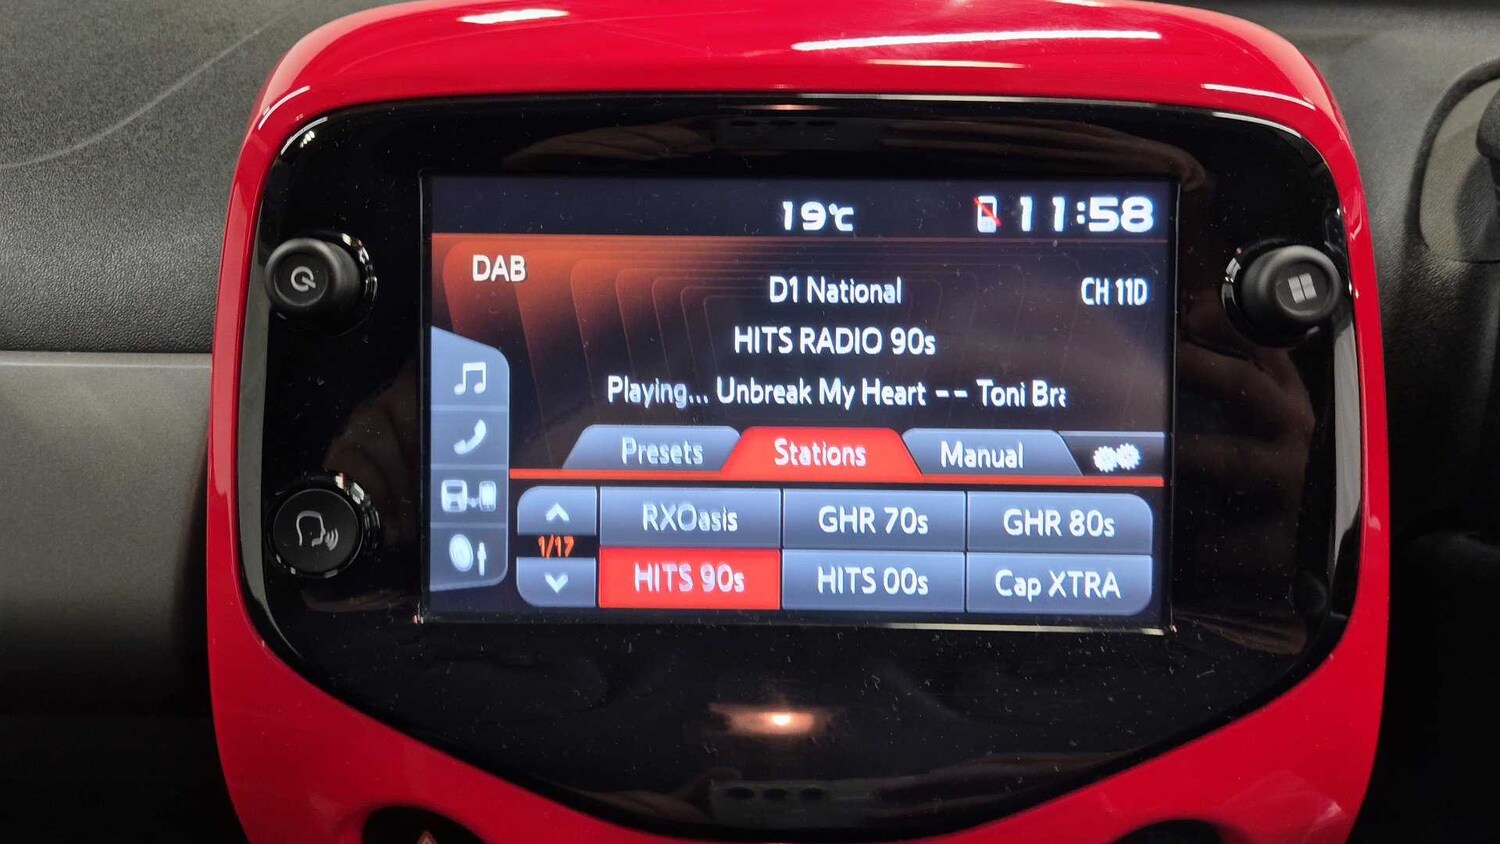 19°C 11:58
DAB
D1 National CH 11D
HITS RADIO 90s
Playing... Unbreak My Heart -- Toni Bra
Presets Stations Manual
RXOasis GHR 70s GHR 80s
1/17
HITS 90s HITS 00s Cap XTRA